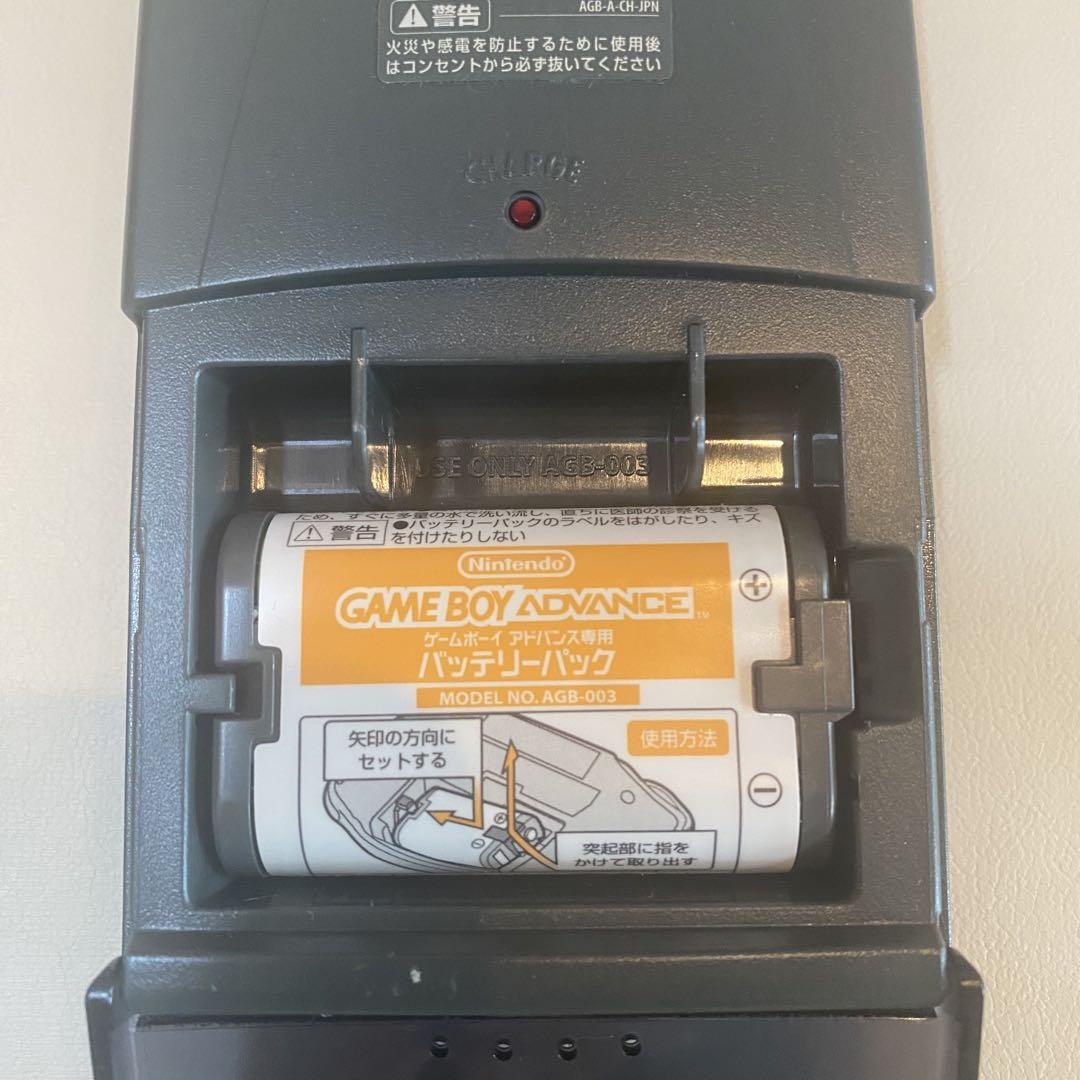 警告
AGB-A-CH-JPN
火災や感電を防止するために使用後
はコンセントから必ず抜いてください
CHARGE
USE ONLY AGB-003
ため、すぐに多量の水で洗い流し、直ちに医師の診察を受ける
警告 ●バッテリーパックのラベルをはがしたり、キズ
を付けたりしない
Nintendo
GAME BOY ADVANCE™
ゲームボーイ アドバンス専用
バッテリーパック
MODEL NO. AGB-003
矢印の方向に
セットする
使用方法
突起部に指を
かけて取り出す